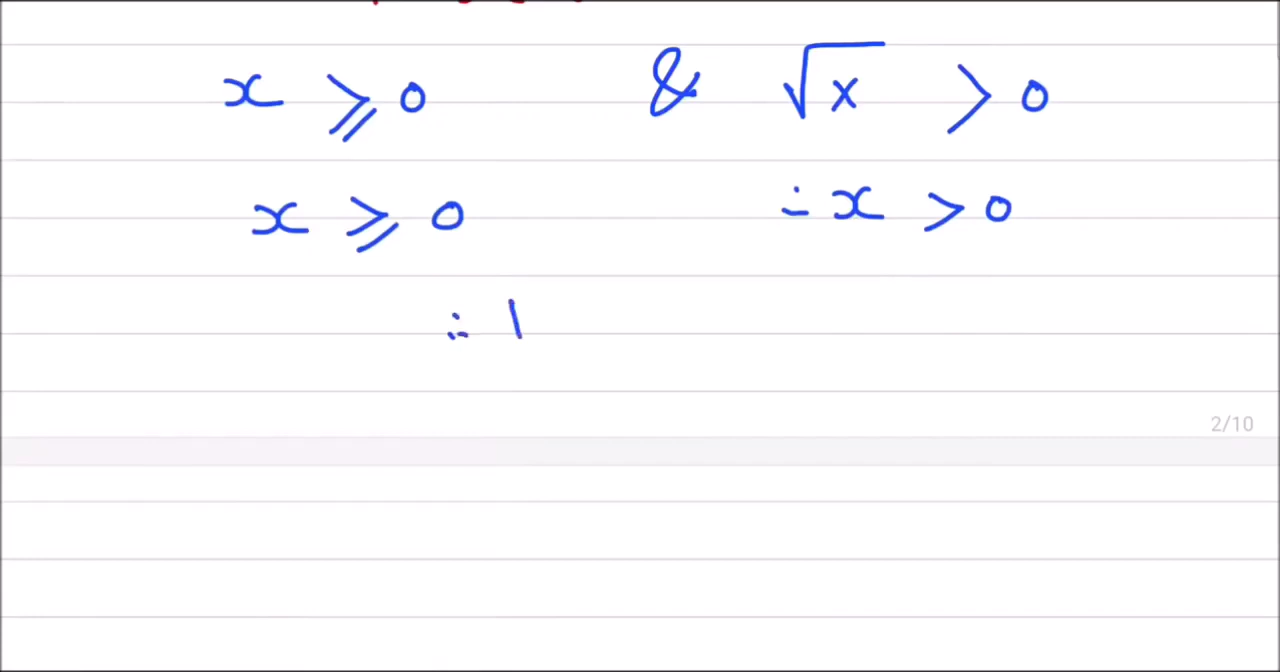 x ⩾ 0 & √x > 0
x ⩾ 0 ∴ x > 0
∴ 1
2/10